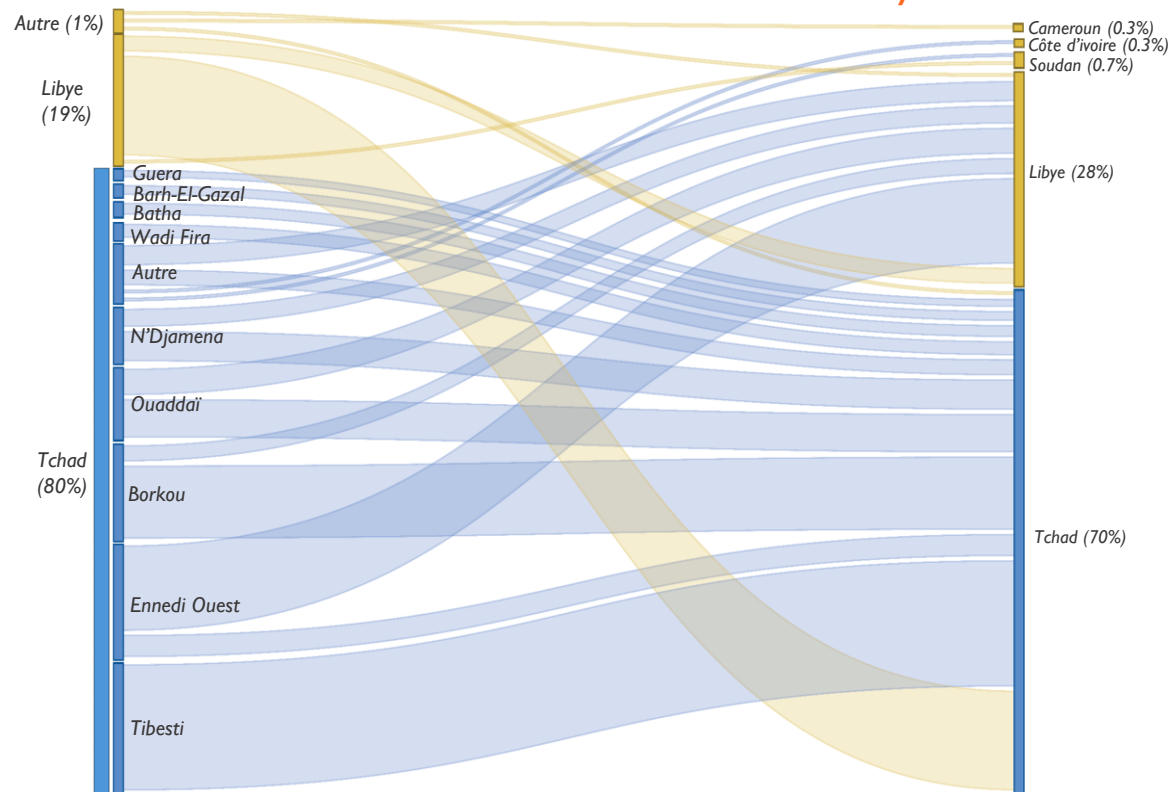 Autre (1%)
Libye
(19%)
Guera
Barh-El-Gazal
Batha
Wadi Fira
Autre
N'Djamena
Ouaddaï
Tchad
(80%)
Borkou
Ennedi Ouest
Tibesti
Cameroun (0.3%)
Côte d'ivoire (0.3%)
Soudan (0.7%)
Libye (28%)
Tchad (70%)